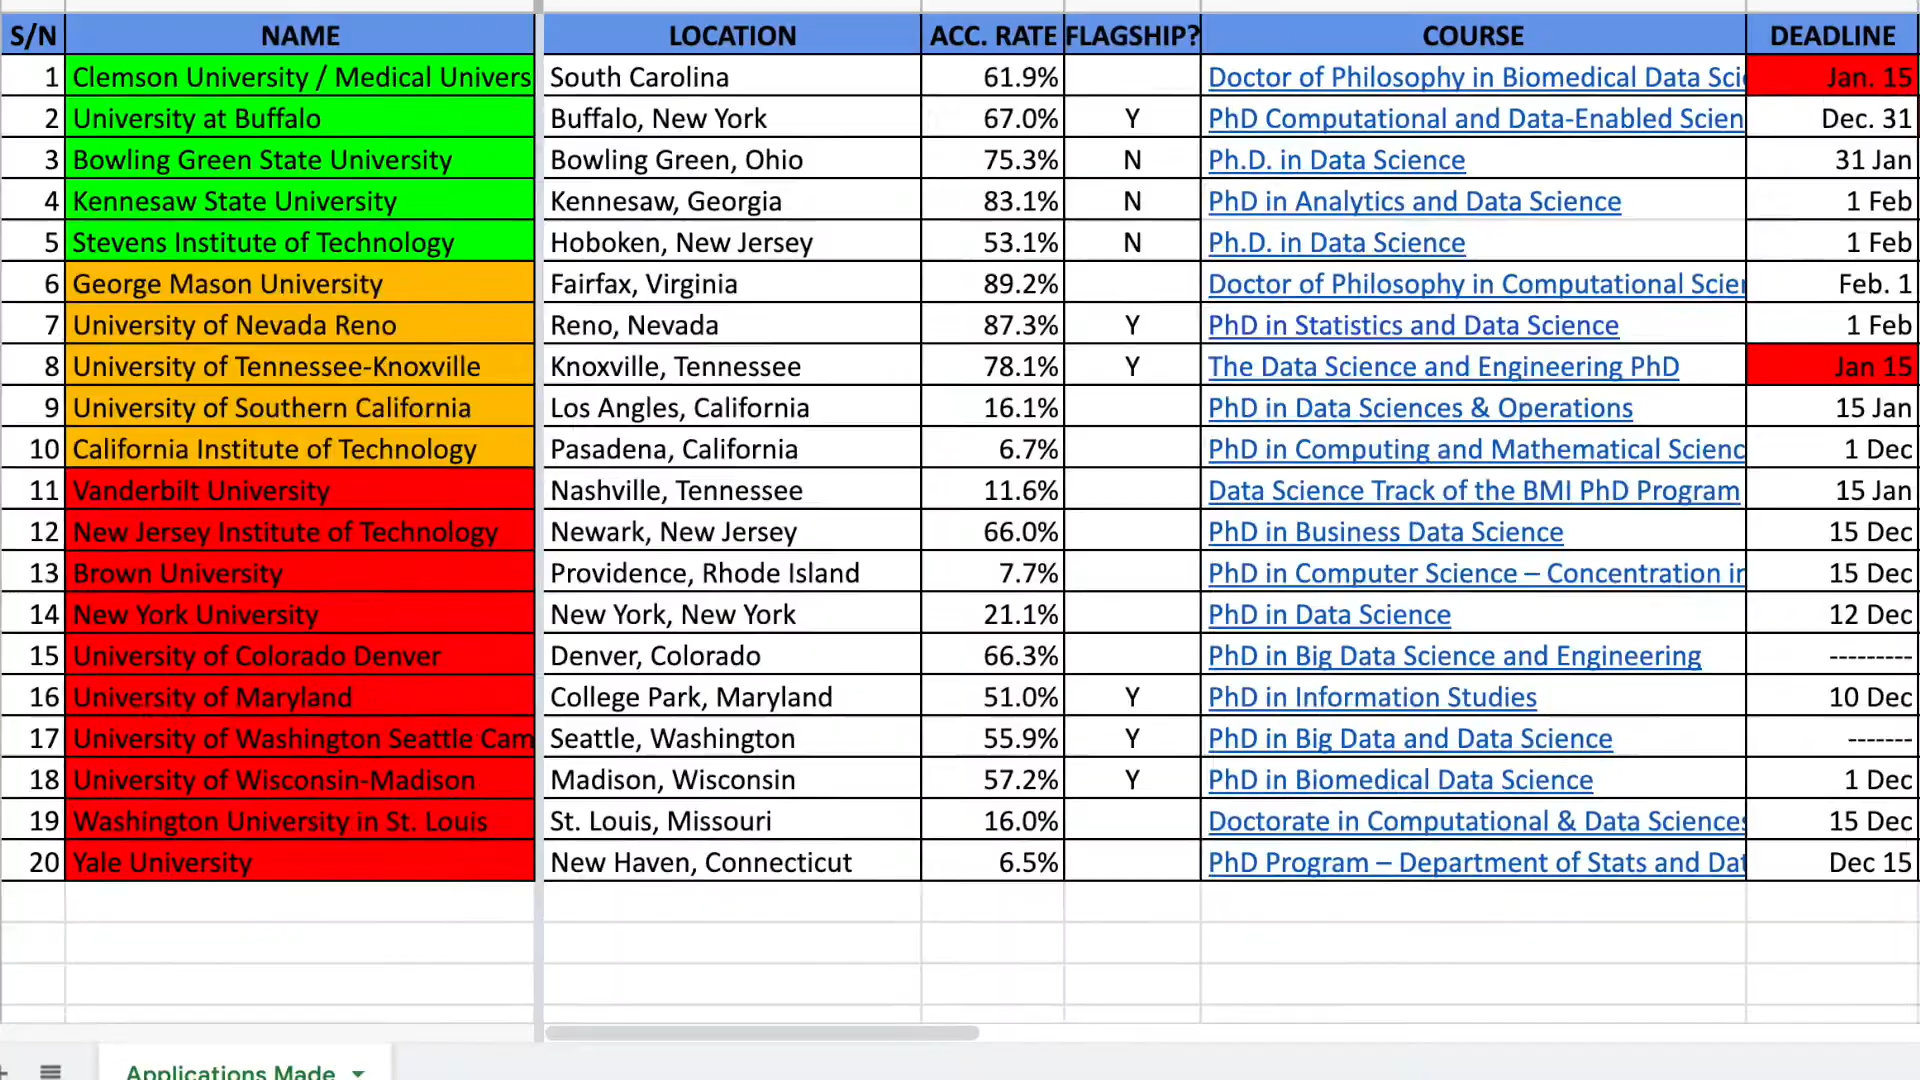 S/N NAME LOCATION ACC. RATE FLAGSHIP? COURSE DEADLINE
1 Clemson University / Medical Univers South Carolina 61.9% Doctor of Philosophy in Biomedical Data Sci Jan. 15
2 University at Buffalo Buffalo, New York 67.0% Y PhD Computational and Data-Enabled Scien Dec. 31
3 Bowling Green State University Bowling Green, Ohio 75.3% N Ph.D. in Data Science 31 Jan
4 Kennesaw State University Kennesaw, Georgia 83.1% N PhD in Analytics and Data Science 1 Feb
5 Stevens Institute of Technology Hoboken, New Jersey 53.1% N Ph.D. in Data Science 1 Feb
6 George Mason University Fairfax, Virginia 89.2% Doctor of Philosophy in Computational Scie Feb. 1
7 University of Nevada Reno Reno, Nevada 87.3% Y PhD in Statistics and Data Science 1 Feb
8 University of Tennessee-Knoxville Knoxville, Tennessee 78.1% Y The Data Science and Engineering PhD Jan 15
9 University of Southern California Los Angles, California 16.1% PhD in Data Sciences & Operations 15 Jan
10 California Institute of Technology Pasadena, California 6.7% PhD in Computing and Mathematical Scienc 1 Dec
11 Vanderbilt University Nashville, Tennessee 11.6% Data Science Track of the BMI PhD Program 15 Jan
12 New Jersey Institute of Technology Newark, New Jersey 66.0% PhD in Business Data Science 15 Dec
13 Brown University Providence, Rhode Island 7.7% PhD in Computer Science – Concentration in 15 Dec
14 New York University New York, New York 21.1% PhD in Data Science 12 Dec
15 University of Colorado Denver Denver, Colorado 66.3% PhD in Big Data Science and Engineering ---------
16 University of Maryland College Park, Maryland 51.0% Y PhD in Information Studies 10 Dec
17 University of Washington Seattle Cam Seattle, Washington 55.9% Y PhD in Big Data and Data Science -------
18 University of Wisconsin-Madison Madison, Wisconsin 57.2% Y PhD in Biomedical Data Science 1 Dec
19 Washington University in St. Louis St. Louis, Missouri 16.0% Doctorate in Computational & Data Sciences 15 Dec
20 Yale University New Haven, Connecticut 6.5% PhD Program – Department of Stats and Dat Dec 15
Applications Made